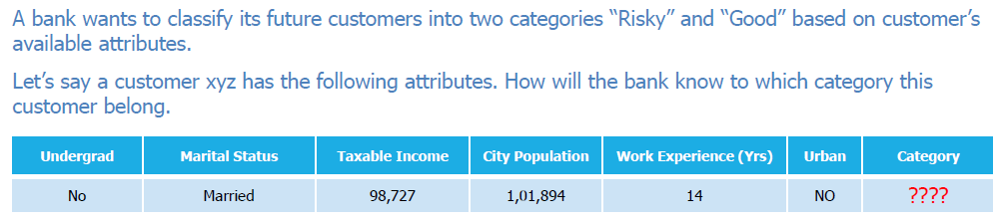 A bank wants to classify its future customers into two categories “Risky” and “Good” based on customer’s
available attributes.
Let’s say a customer xyz has the following attributes. How will the bank know to which category this
customer belong.
Undergrad Marital Status Taxable Income City Population Work Experience (Yrs) Urban Category
No Married 98,727 1,01,894 14 NO ????